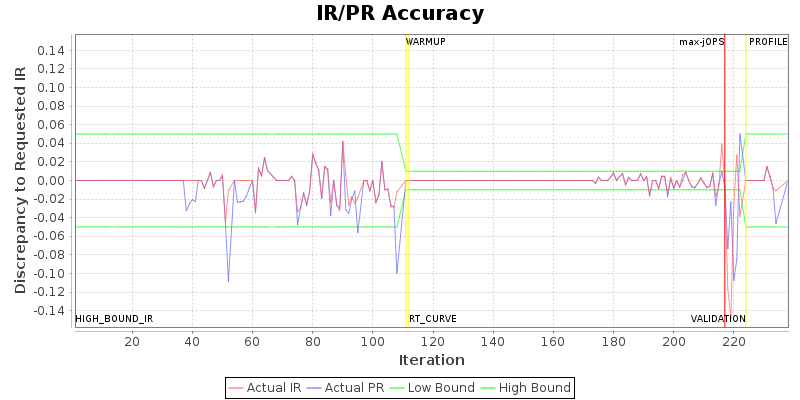 IR/PR Accuracy
WARMUP
max-jOPS
PROFILE
0.14
0.12
0.10
0.08
0.06
0.04
0.02
0.00
-0.02
-0.04
-0.06
-0.08
-0.10
-0.12
-0.14
Discrepancy to Requested IR
HIGH_BOUND_IR
RT_CURVE
VALIDATION
20 40 60 80 100 120 140 160 180 200 220
Iteration
Actual IR Actual PR Low Bound High Bound